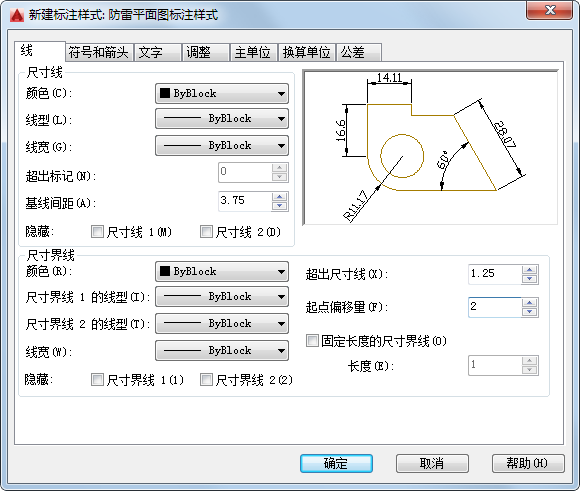 新建标注样式: 防雷平面图标注样式
线 符号和箭头 文字 调整 主单位 换算单位 公差
尺寸线
颜色(C): ByBlock
线型(L): ByBlock
线宽(G): ByBlock
超出标记(N): 0
基线间距(A): 3.75
隐藏: 尺寸线 1(M) 尺寸线 2(D)
14.11
16.6
28.07
60°
R11.17
尺寸界线
颜色(R): ByBlock
尺寸界线 1 的线型(I): ByBlock
尺寸界线 2 的线型(T): ByBlock
线宽(W): ByBlock
隐藏: 尺寸界线 1(1) 尺寸界线 2(2)
超出尺寸线(X): 1.25
起点偏移量(F): 2
固定长度的尺寸界线(O)
长度(E): 1
确定 取消 帮助(H)